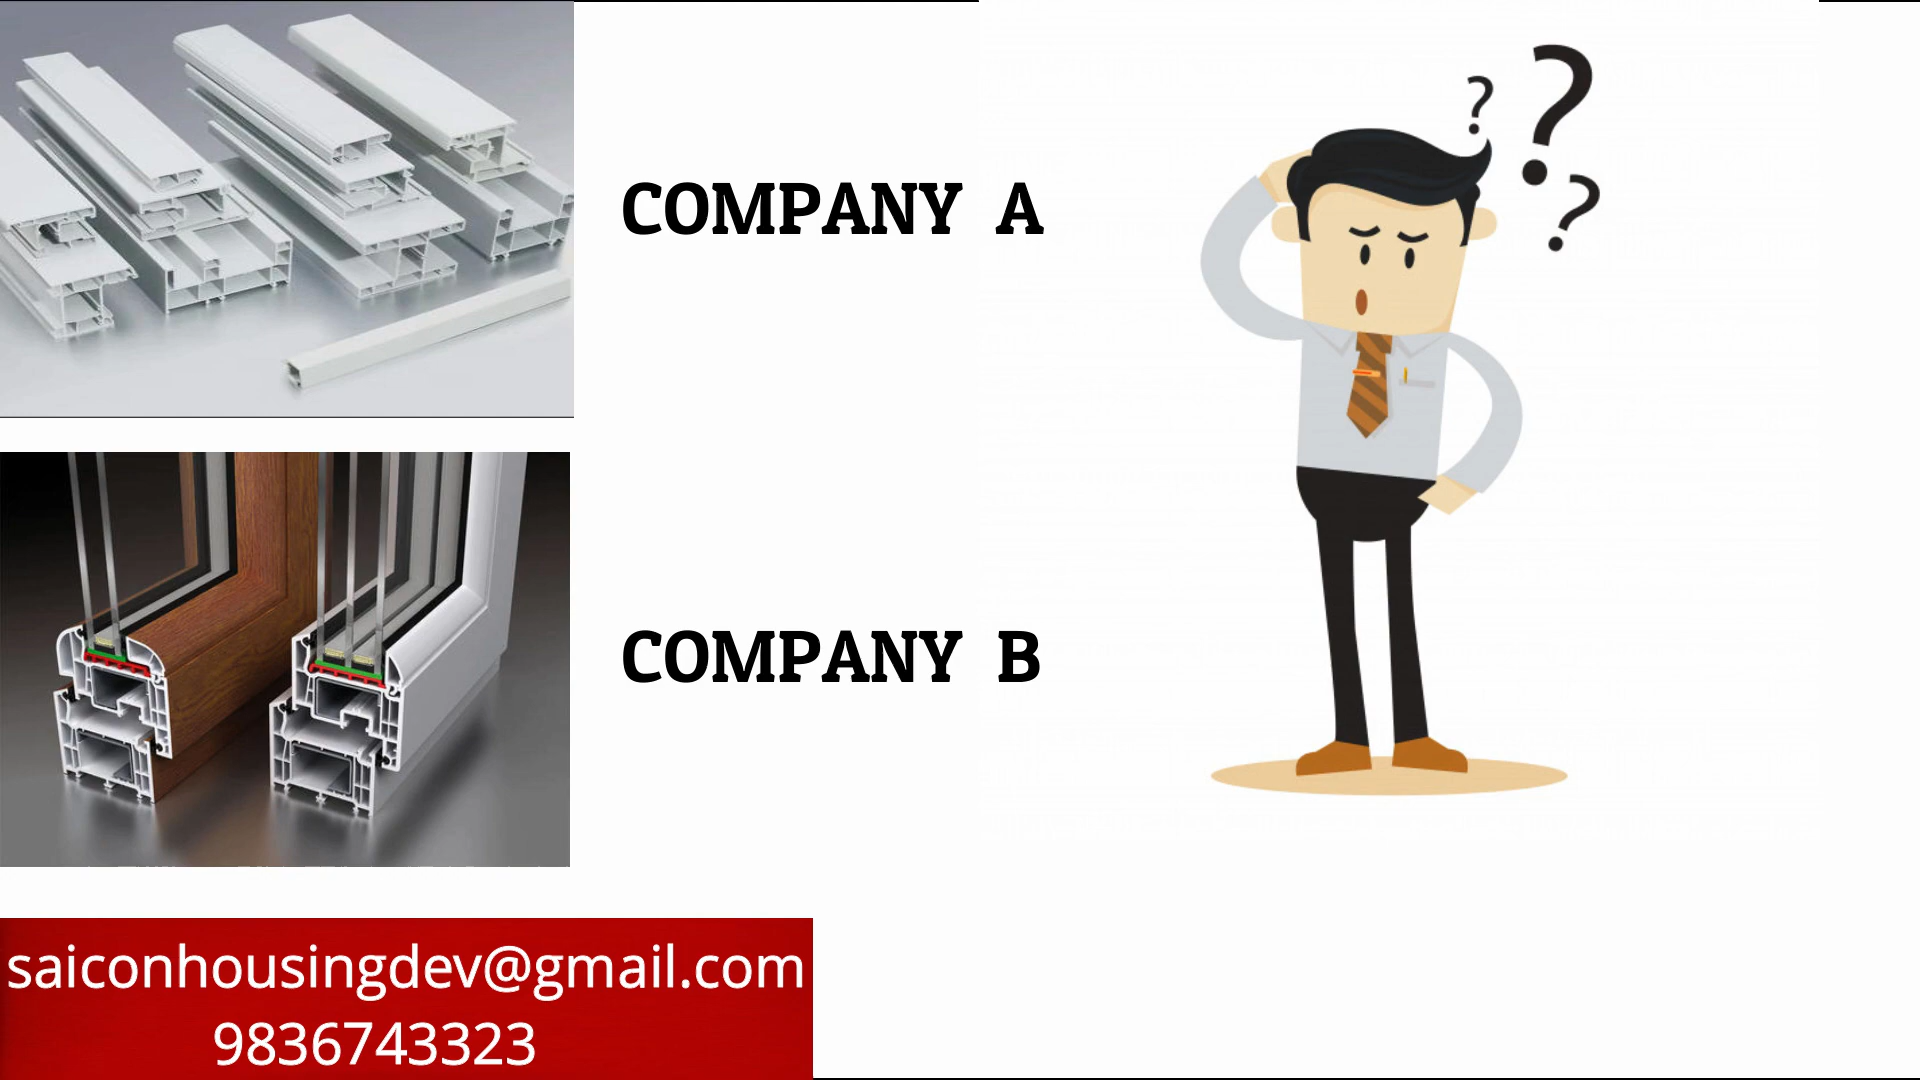 COMPANY A
? ? ?
COMPANY B
saiconhousingdev@gmail.com
9836743323